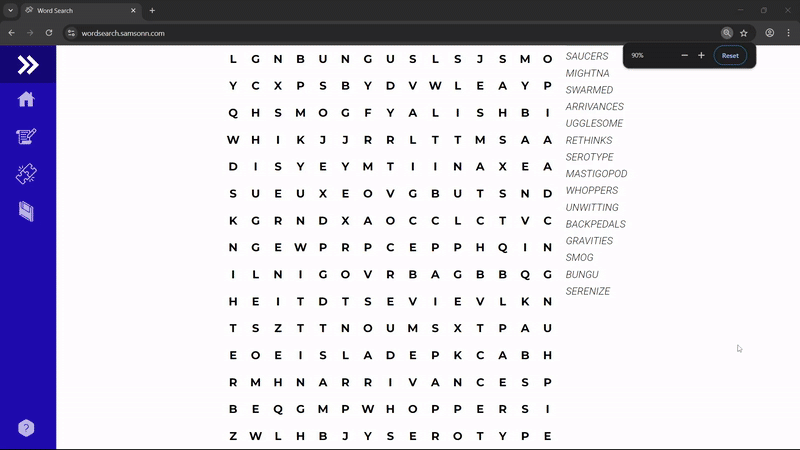 Word Search
wordsearch.samsonn.com
90%
Reset
L G N B U N G U S L S J S M O
Y C X P S B Y D V W L E A Y P
Q H S M O G F Y A L I S H B I
W H I K J J R R L T T M S A A
D I S Y E Y M T I I N A X E A
S U E U X E O V G B U T S N D
K G R N D X A O C C L C T V C
N G E W P R P C E P P H Q I N
I L N I G O V R B A G B B Q G
H E I T D T S E V I E V L K N
T S Z T T N O U M S X T P A U
E O E I S L A D E P K C A B H
R M H N A R R I V A N C E S P
B E Q G M P W H O P P E R S I
Z W L H B J Y S E R O T Y P E
SAUCERS
MIGHTNA
SWARMED
ARRIVANCES
UGGLESOME
RETHINKS
SEROTYPE
MASTIGOPOD
WHOPPERS
UNWITTING
BACKPEDALS
GRAVITIES
SMOG
BUNGU
SERENIZE
?